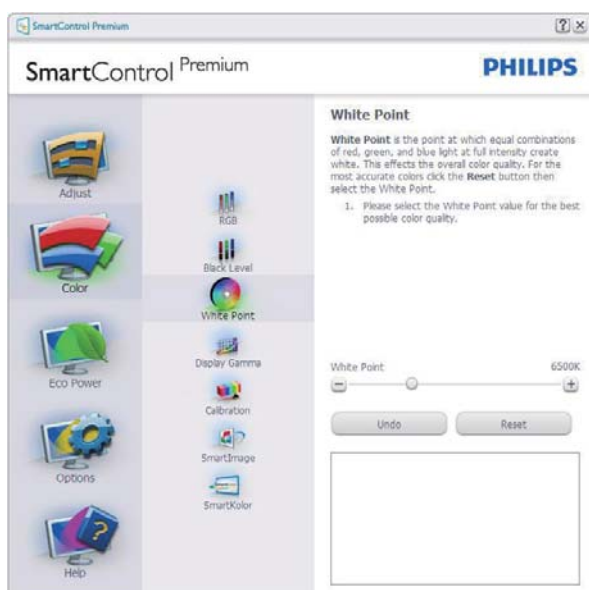 SmartControl Premium
SmartControl Premium
PHILIPS
Adjust
Color
Eco Power
Options
Help
RGB
Black Level
White Point
Display Gamma
Calibration
SmartImage
SmartKolor
White Point
White Point is the point at which equal combinations
of red, green, and blue light at full intensity create
white. This effects the overall color quality. For the
most accurate colors click the Reset button then
select the White Point.
1. Please select the White Point value for the best
possible color quality.
White Point 6500K
Undo Reset